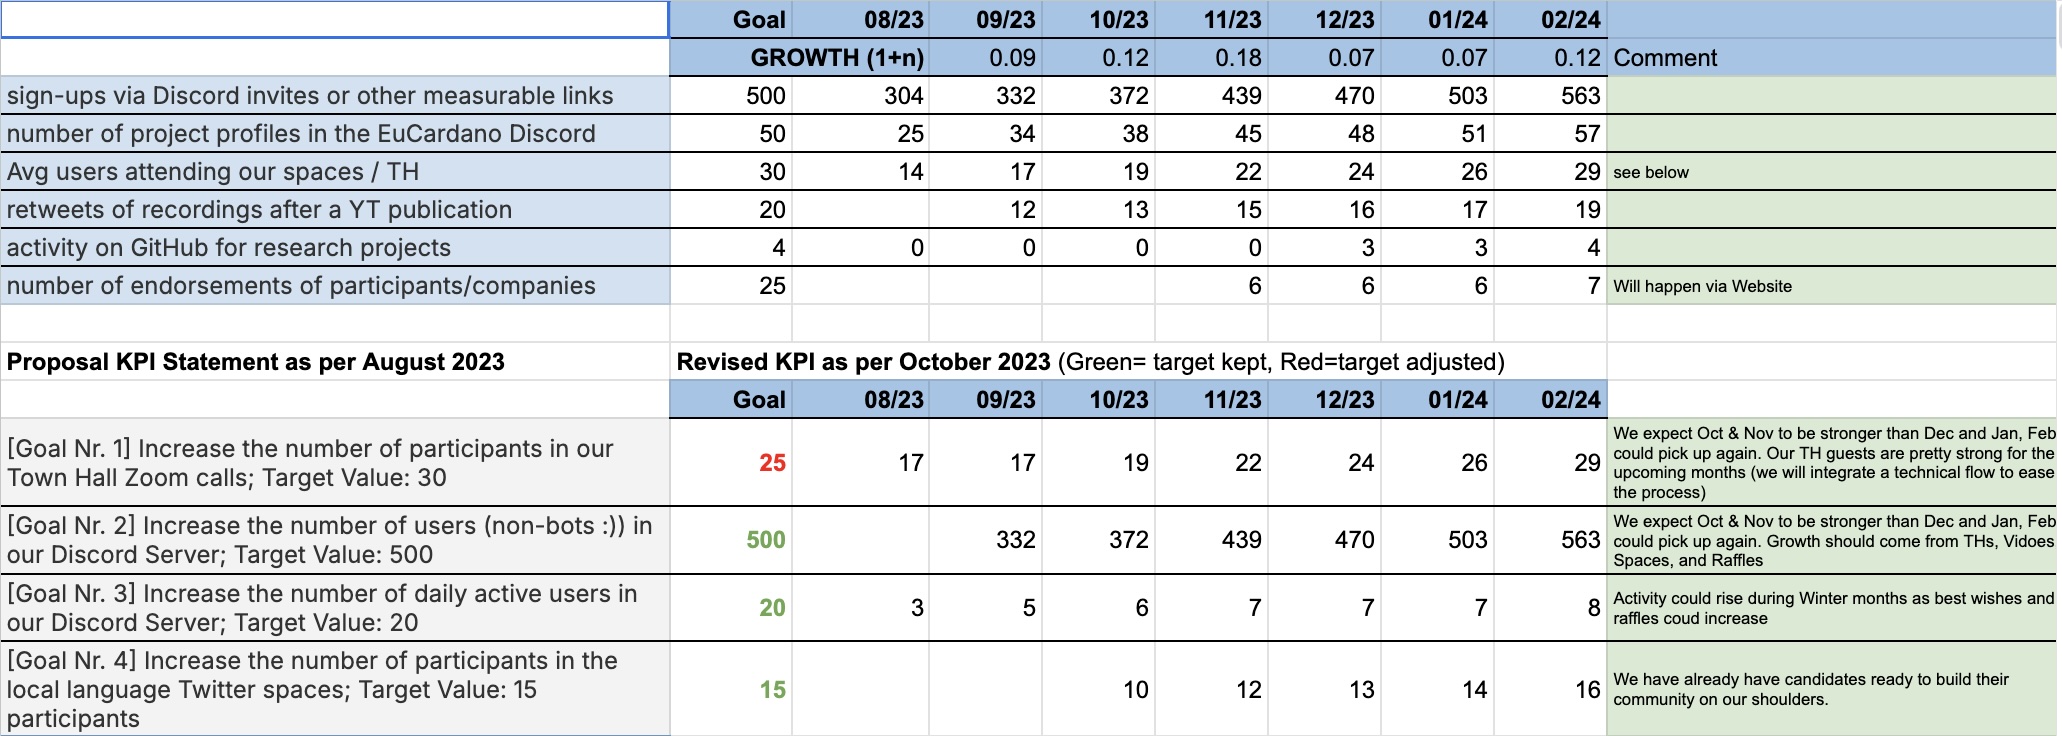 Goal 08/23 09/23 10/23 11/23 12/23 01/24 02/24
GROWTH (1+n) 0.09 0.12 0.18 0.07 0.07 0.12 Comment
sign-ups via Discord invites or other measurable links 500 304 332 372 439 470 503 563
number of project profiles in the EuCardano Discord 50 25 34 38 45 48 51 57
Avg users attending our spaces / TH 30 14 17 19 22 24 26 29 see below
retweets of recordings after a YT publication 20 12 13 15 16 17 19
activity on GitHub for research projects 4 0 0 0 0 3 3 4
number of endorsements of participants/companies 25 6 6 6 7 Will happen via Website
Proposal KPI Statement as per August 2023 Revised KPI as per October 2023 (Green= target kept, Red=target adjusted)
Goal 08/23 09/23 10/23 11/23 12/23 01/24 02/24
[Goal Nr. 1] Increase the number of participants in our
Town Hall Zoom calls; Target Value: 30
25 17 17 19 22 24 26 29
We expect Oct & Nov to be stronger than Dec and Jan, Feb
could pick up again. Our TH guests are pretty strong for the
upcoming months (we will integrate a technical flow to ease
the process)
[Goal Nr. 2] Increase the number of users (non-bots :)) in
our Discord Server; Target Value: 500
500 332 372 439 470 503 563
We expect Oct & Nov to be stronger than Dec and Jan, Feb
could pick up again. Growth should come from THs, Vidoes
Spaces, and Raffles
[Goal Nr. 3] Increase the number of daily active users in
our Discord Server; Target Value: 20
20 3 5 6 7 7 7 8
Activity could rise during Winter months as best wishes and
raffles coud increase
[Goal Nr. 4] Increase the number of participants in the
local language Twitter spaces; Target Value: 15
participants
15 10 12 13 14 16
We have already have candidates ready to build their
community on our shoulders.